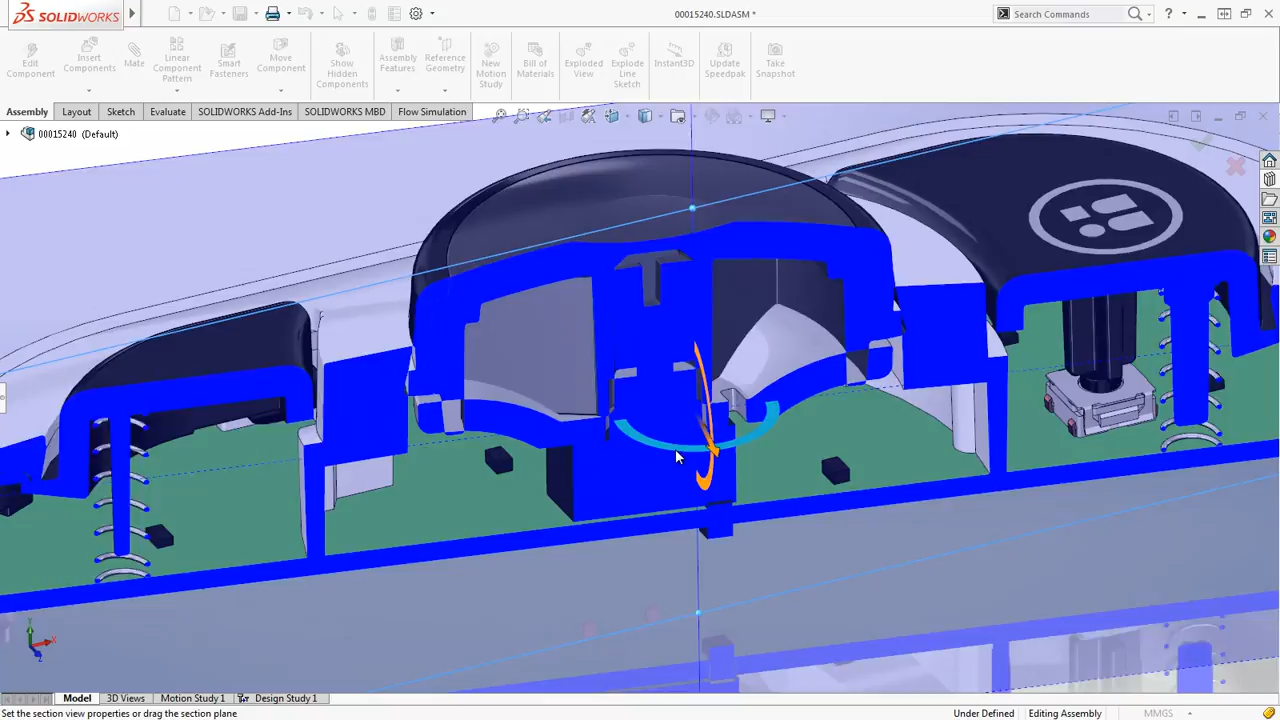 SOLIDWORKS
00015240.SLDASM *
Search Commands
?
Edit Component
Insert Components
Mate
Linear Component Pattern
Smart Fasteners
Move Component
Show Hidden Components
Assembly Features
Reference Geometry
New Motion Study
Bill of Materials
Exploded View
Explode Line Sketch
Instant3D
Update Speedpak
Take Snapshot
Assembly Layout Sketch Evaluate SOLIDWORKS Add-Ins SOLIDWORKS MBD Flow Simulation
00015240 (Default)
Model 3D Views Motion Study 1 Design Study 1
Set the section view properties or drag the section plane Under Defined Editing Assembly MMGS